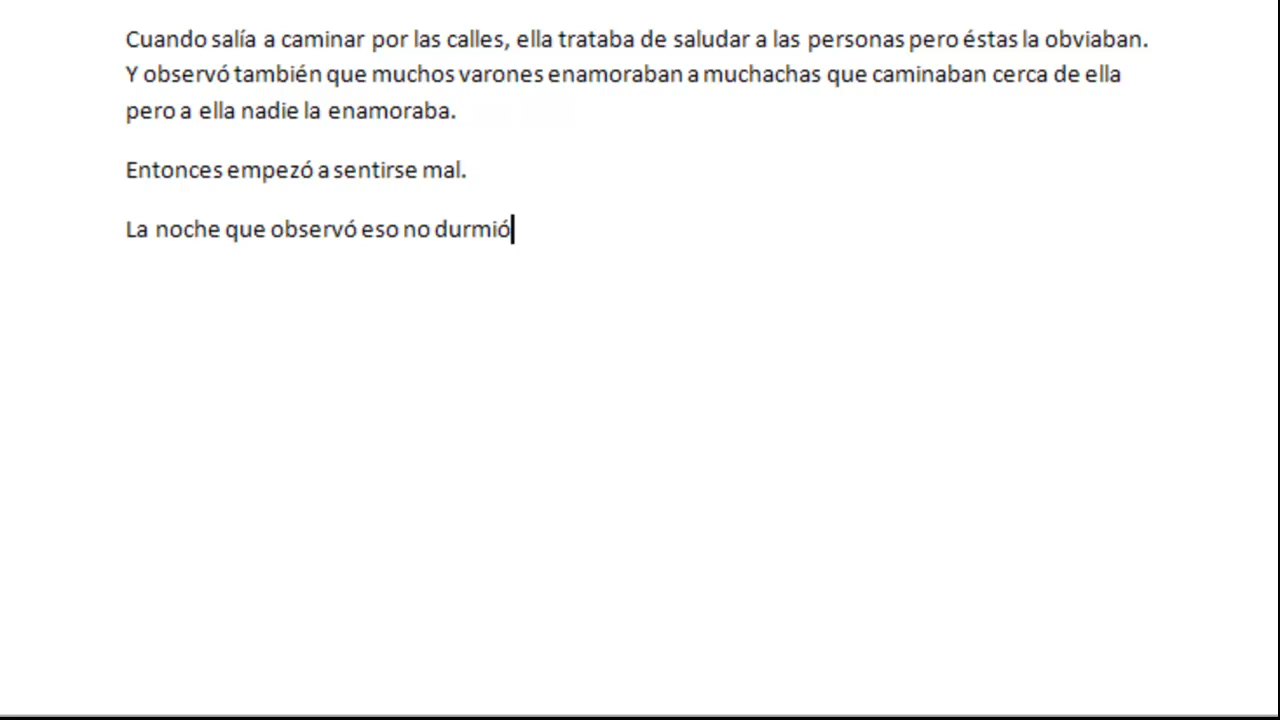 Cuando salía a caminar por las calles, ella trataba de saludar a las personas pero éstas la obviaban.
Y observó también que muchos varones enamoraban a muchachas que caminaban cerca de ella
pero a ella nadie la enamoraba.
Entonces empezó a sentirse mal.
La noche que observó eso no durmió